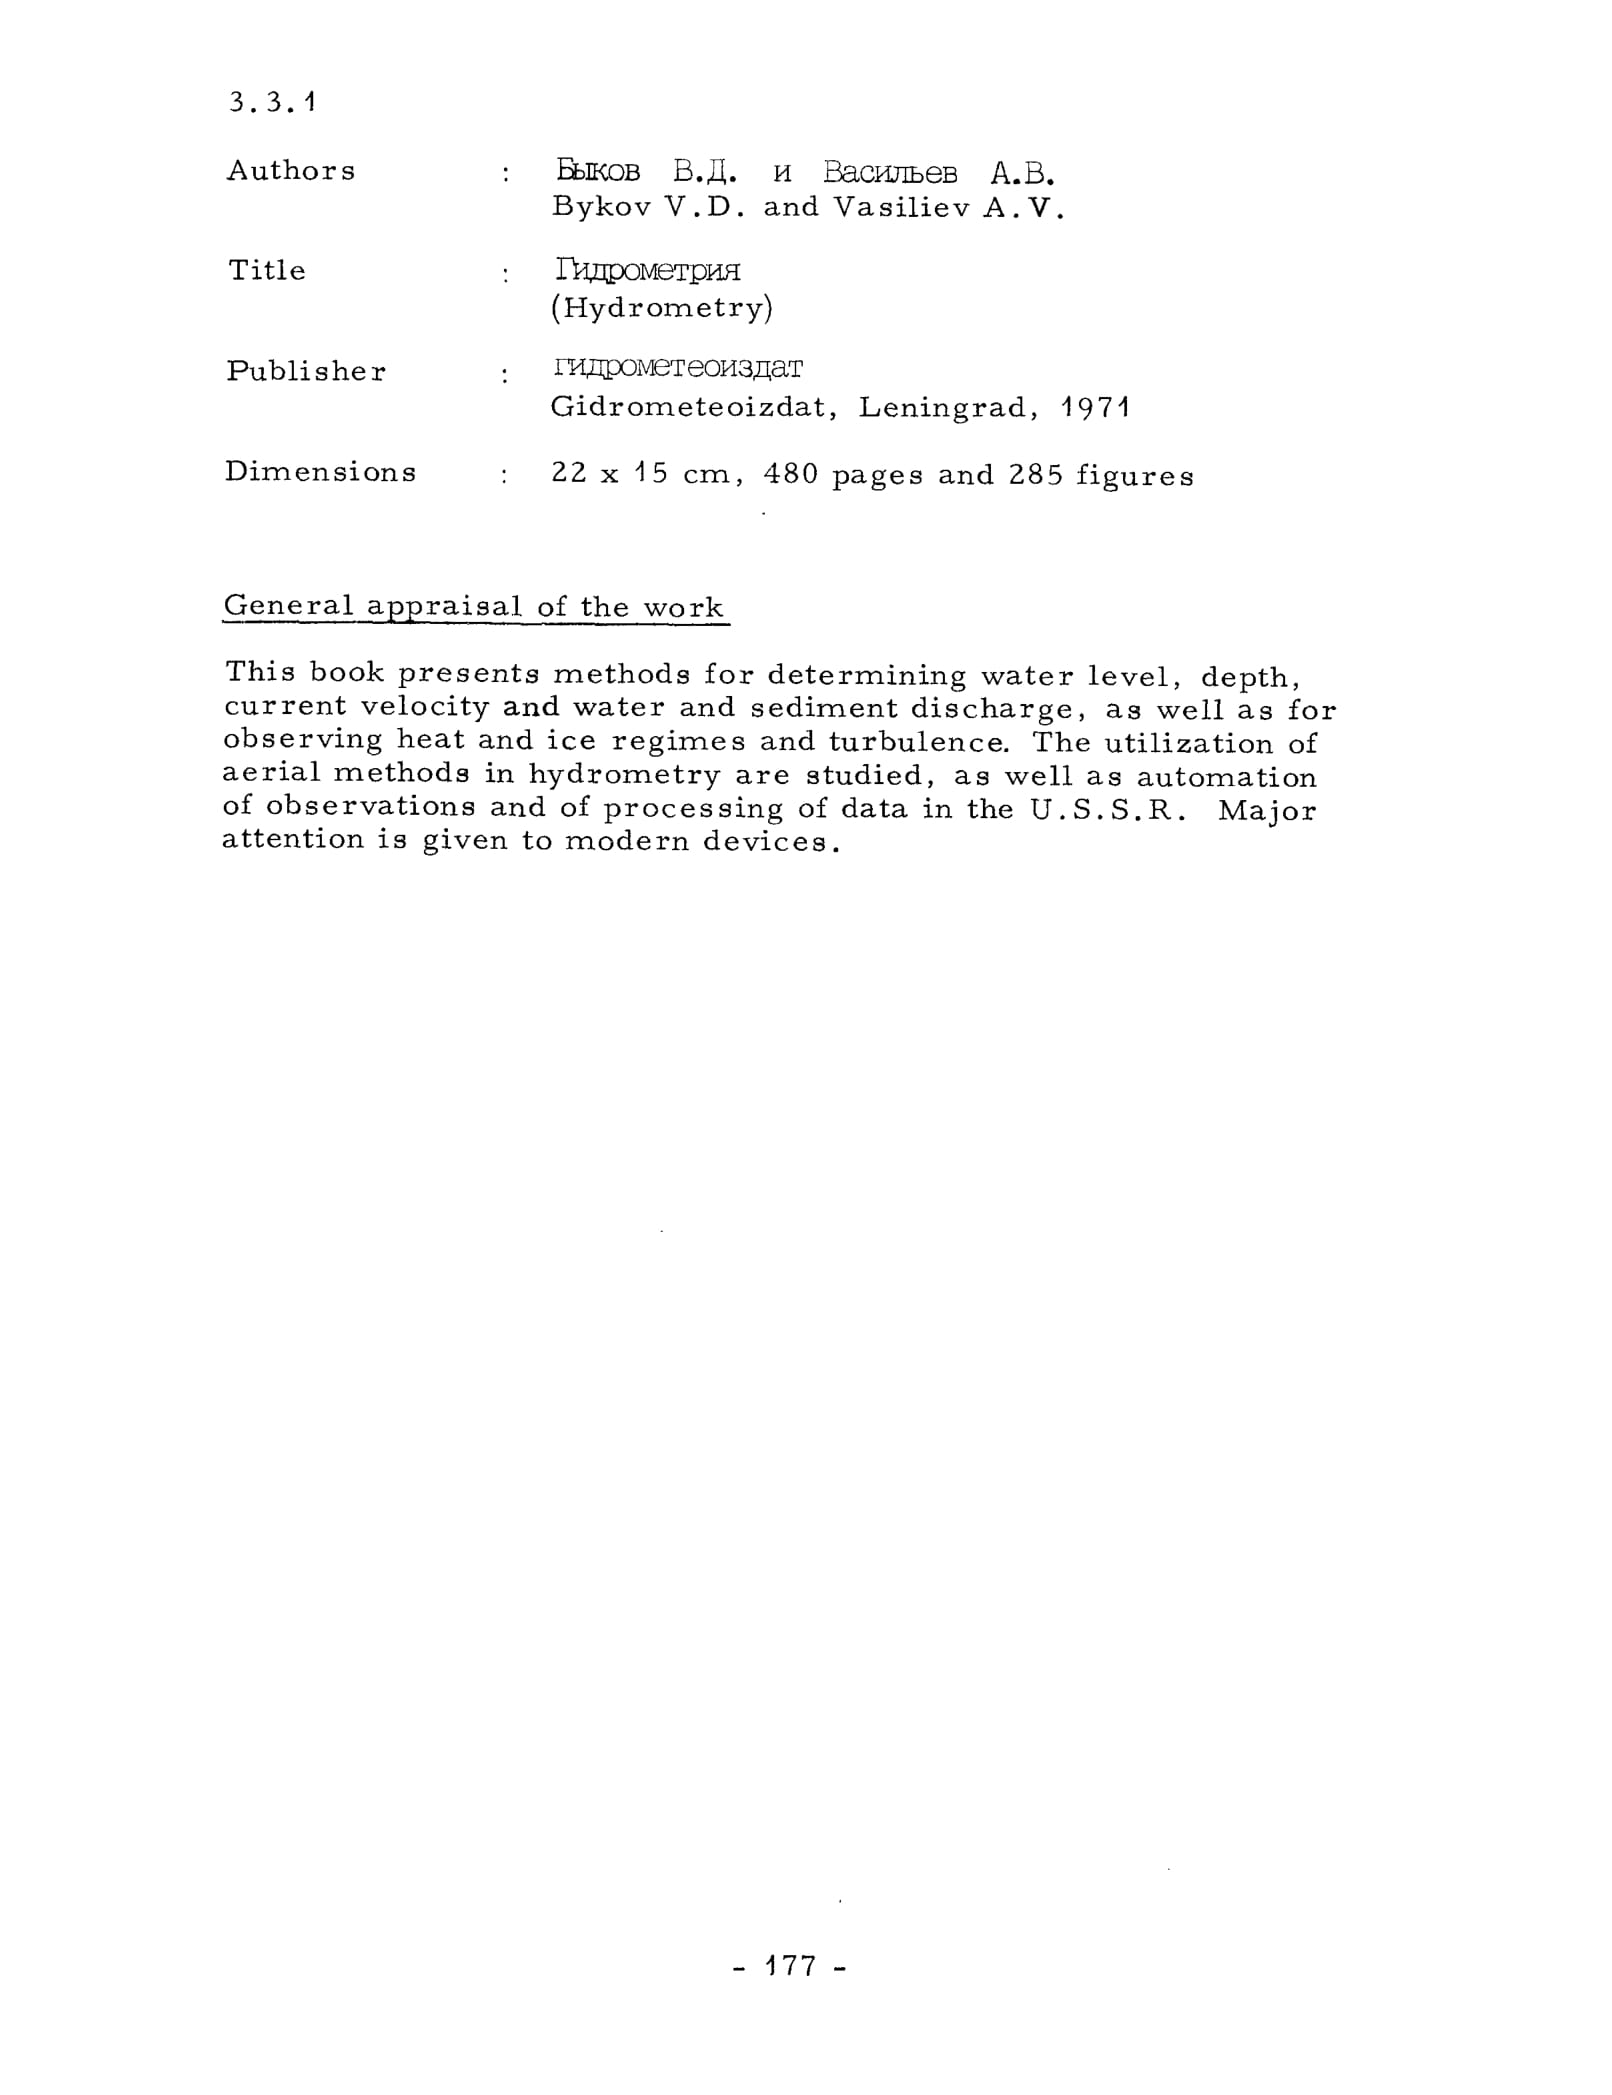 3.3.1
Authors : Быков В.Д. и Васильев А.В.
Bykov V.D. and Vasiliev A.V.
Title : Гидрометрия
(Hydrometry)
Publisher : гидрометеоиздат
Gidrometeoizdat, Leningrad, 1971
Dimensions : 22 x 15 cm, 480 pages and 285 figures
General appraisal of the work
This book presents methods for determining water level, depth,
current velocity and water and sediment discharge, as well as for
observing heat and ice regimes and turbulence. The utilization of
aerial methods in hydrometry are studied, as well as automation
of observations and of processing of data in the U.S.S.R. Major
attention is given to modern devices.
- 177 -